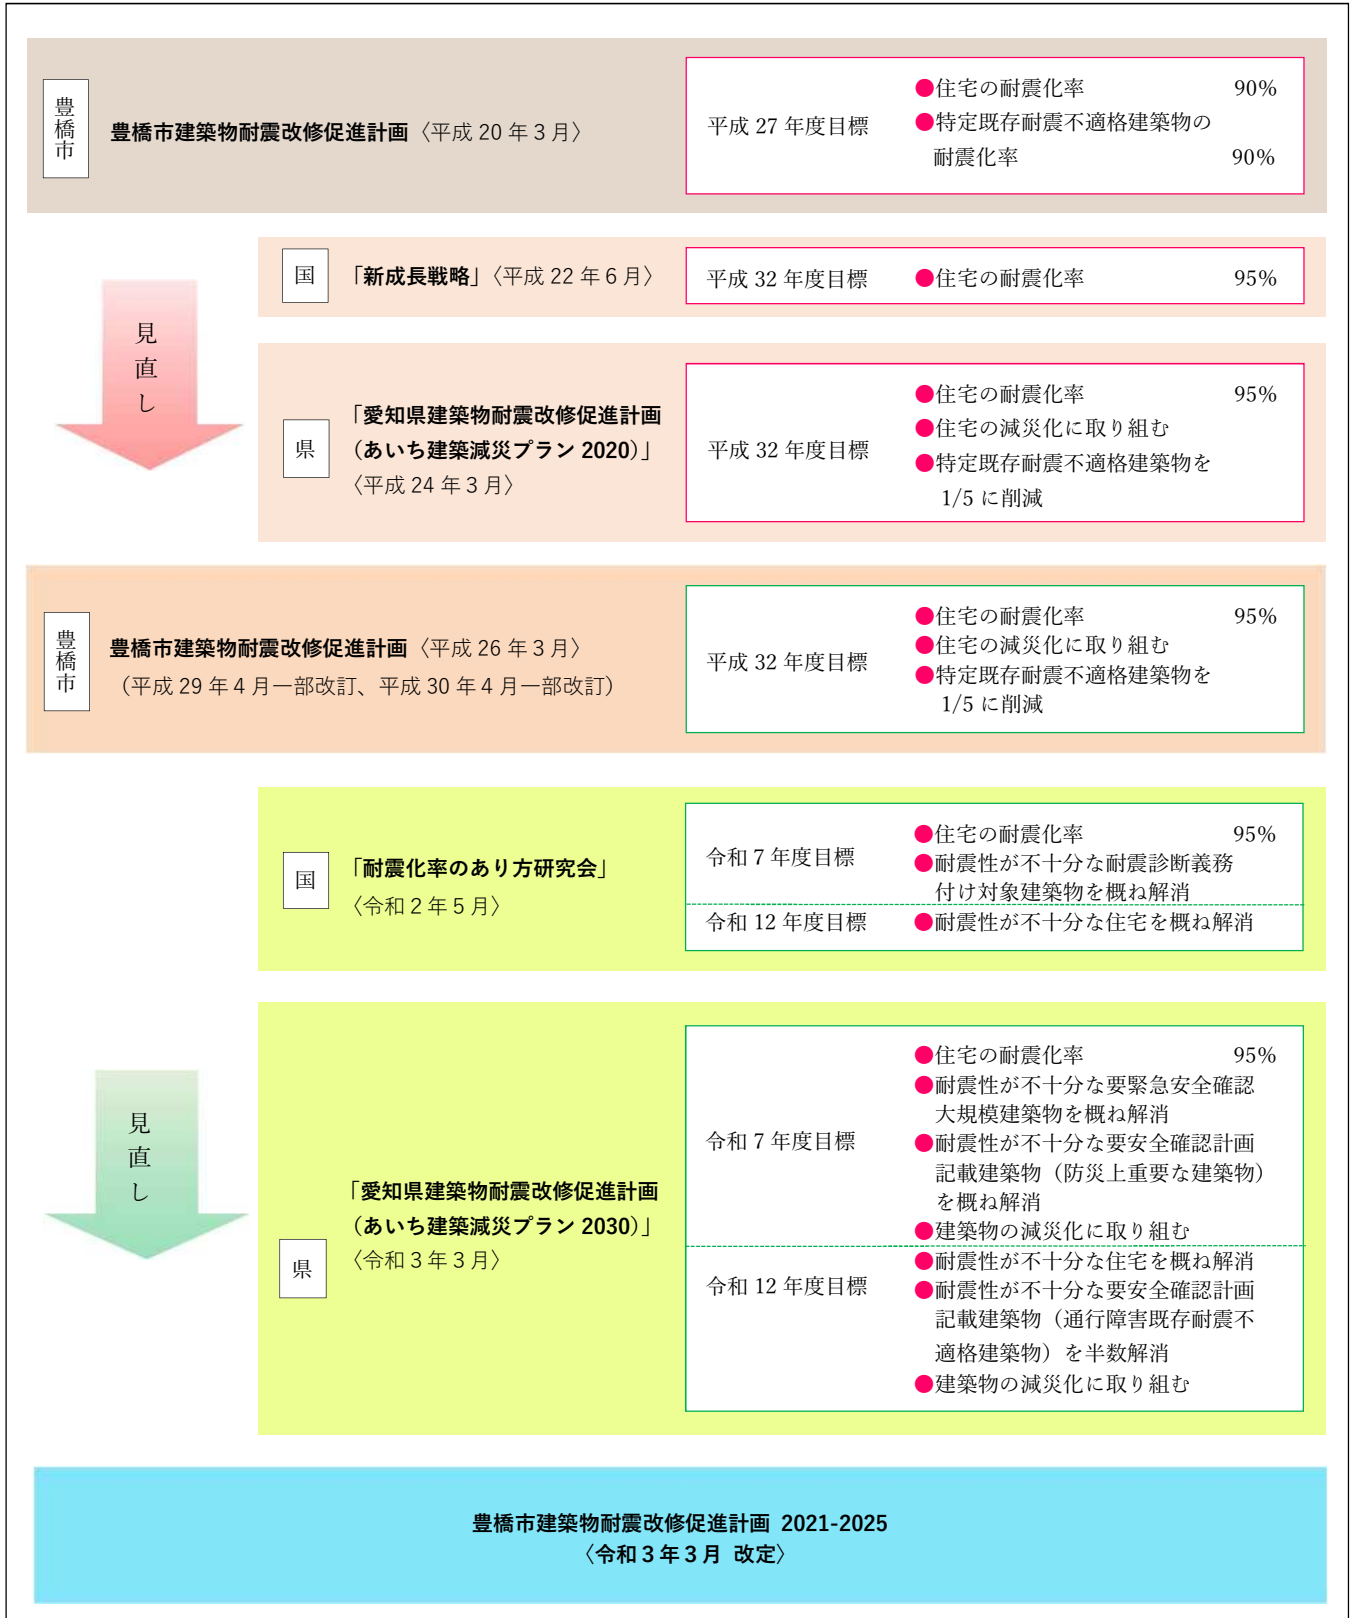 豊橋市
豊橋市建築物耐震改修促進計画〈平成 20 年 3 月〉
平成 27 年度目標
●住宅の耐震化率 90%
●特定既存耐震不適格建築物の
耐震化率 90%
見直し
国
「新成長戦略」〈平成 22 年 6 月〉
平成 32 年度目標
●住宅の耐震化率 95%
県
「愛知県建築物耐震改修促進計画
（あいち建築減災プラン 2020）」
〈平成 24 年 3 月〉
平成 32 年度目標
●住宅の耐震化率 95%
●住宅の減災化に取り組む
●特定既存耐震不適格建築物を
1/5 に削減
豊橋市
豊橋市建築物耐震改修促進計画〈平成 26 年 3 月〉
（平成 29 年 4 月一部改訂、平成 30 年 4 月一部改訂）
平成 32 年度目標
●住宅の耐震化率 95%
●住宅の減災化に取り組む
●特定既存耐震不適格建築物を
1/5 に削減
国
「耐震化率のあり方研究会」
〈令和 2 年 5 月〉
令和 7 年度目標
●住宅の耐震化率 95%
●耐震性が不十分な耐震診断義務
付け対象建築物を概ね解消
令和 12 年度目標
●耐震性が不十分な住宅を概ね解消
見直し
県
「愛知県建築物耐震改修促進計画
（あいち建築減災プラン 2030）」
〈令和 3 年 3 月〉
令和 7 年度目標
●住宅の耐震化率 95%
●耐震性が不十分な要緊急安全確認
大規模建築物を概ね解消
●耐震性が不十分な要安全確認計画
記載建築物（防災上重要な建築物）
を概ね解消
●建築物の減災化に取り組む
令和 12 年度目標
●耐震性が不十分な住宅を概ね解消
●耐震性が不十分な要安全確認計画
記載建築物（通行障害既存耐震不
適格建築物）を半数解消
●建築物の減災化に取り組む
豊橋市建築物耐震改修促進計画 2021-2025
〈令和 3 年 3 月 改定〉